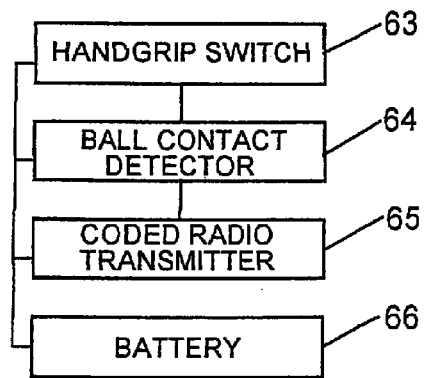 63
HANDGRIP SWITCH
64
BALL CONTACT
DETECTOR
65
CODED RADIO
TRANSMITTER
66
BATTERY